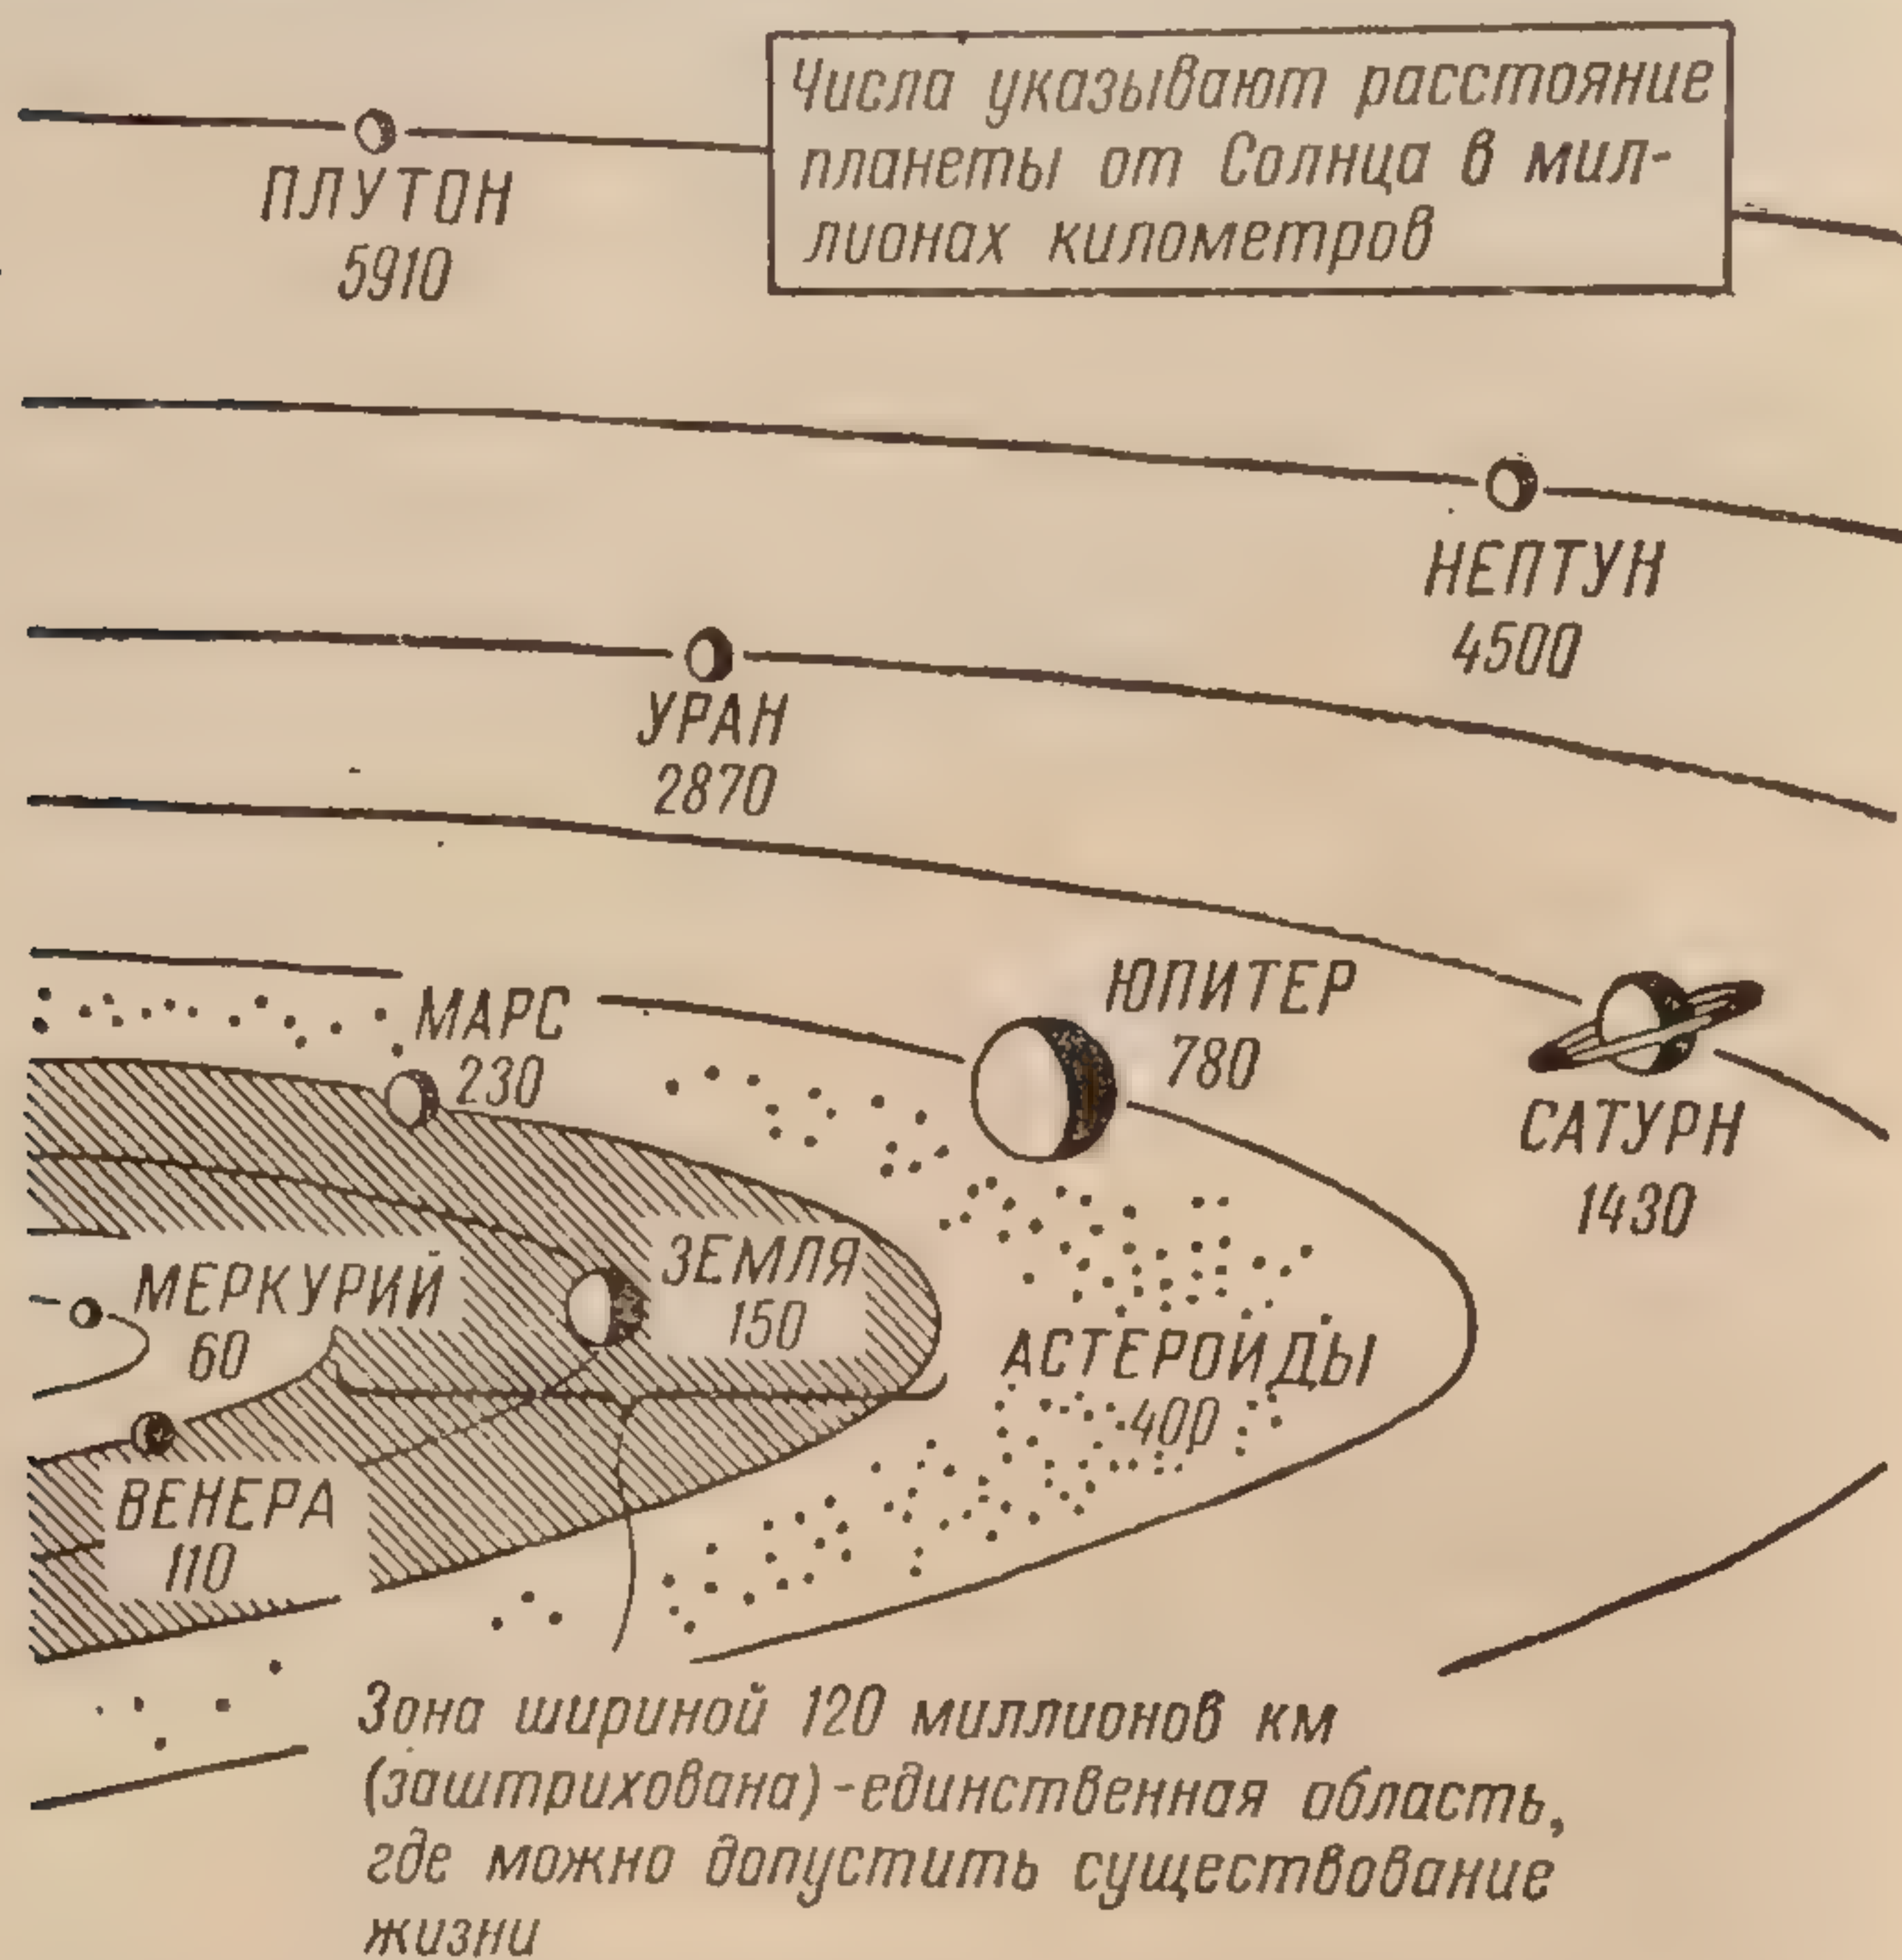 Числа указывают расстояние
планеты от Солнца в мил-
лионах километров
ПЛУТОН
5910
НЕПТУН
4500
УРАН
2870
ЮПИТЕР
780
МАРС
230
САТУРН
1430
ЗЕМЛЯ
150
МЕРКУРИЙ
60
АСТЕРОИДЫ
400
ВЕНЕРА
110
Зона шириной 120 миллионов км
(заштрихована)-единственная область,
где можно допустить существование
жизни